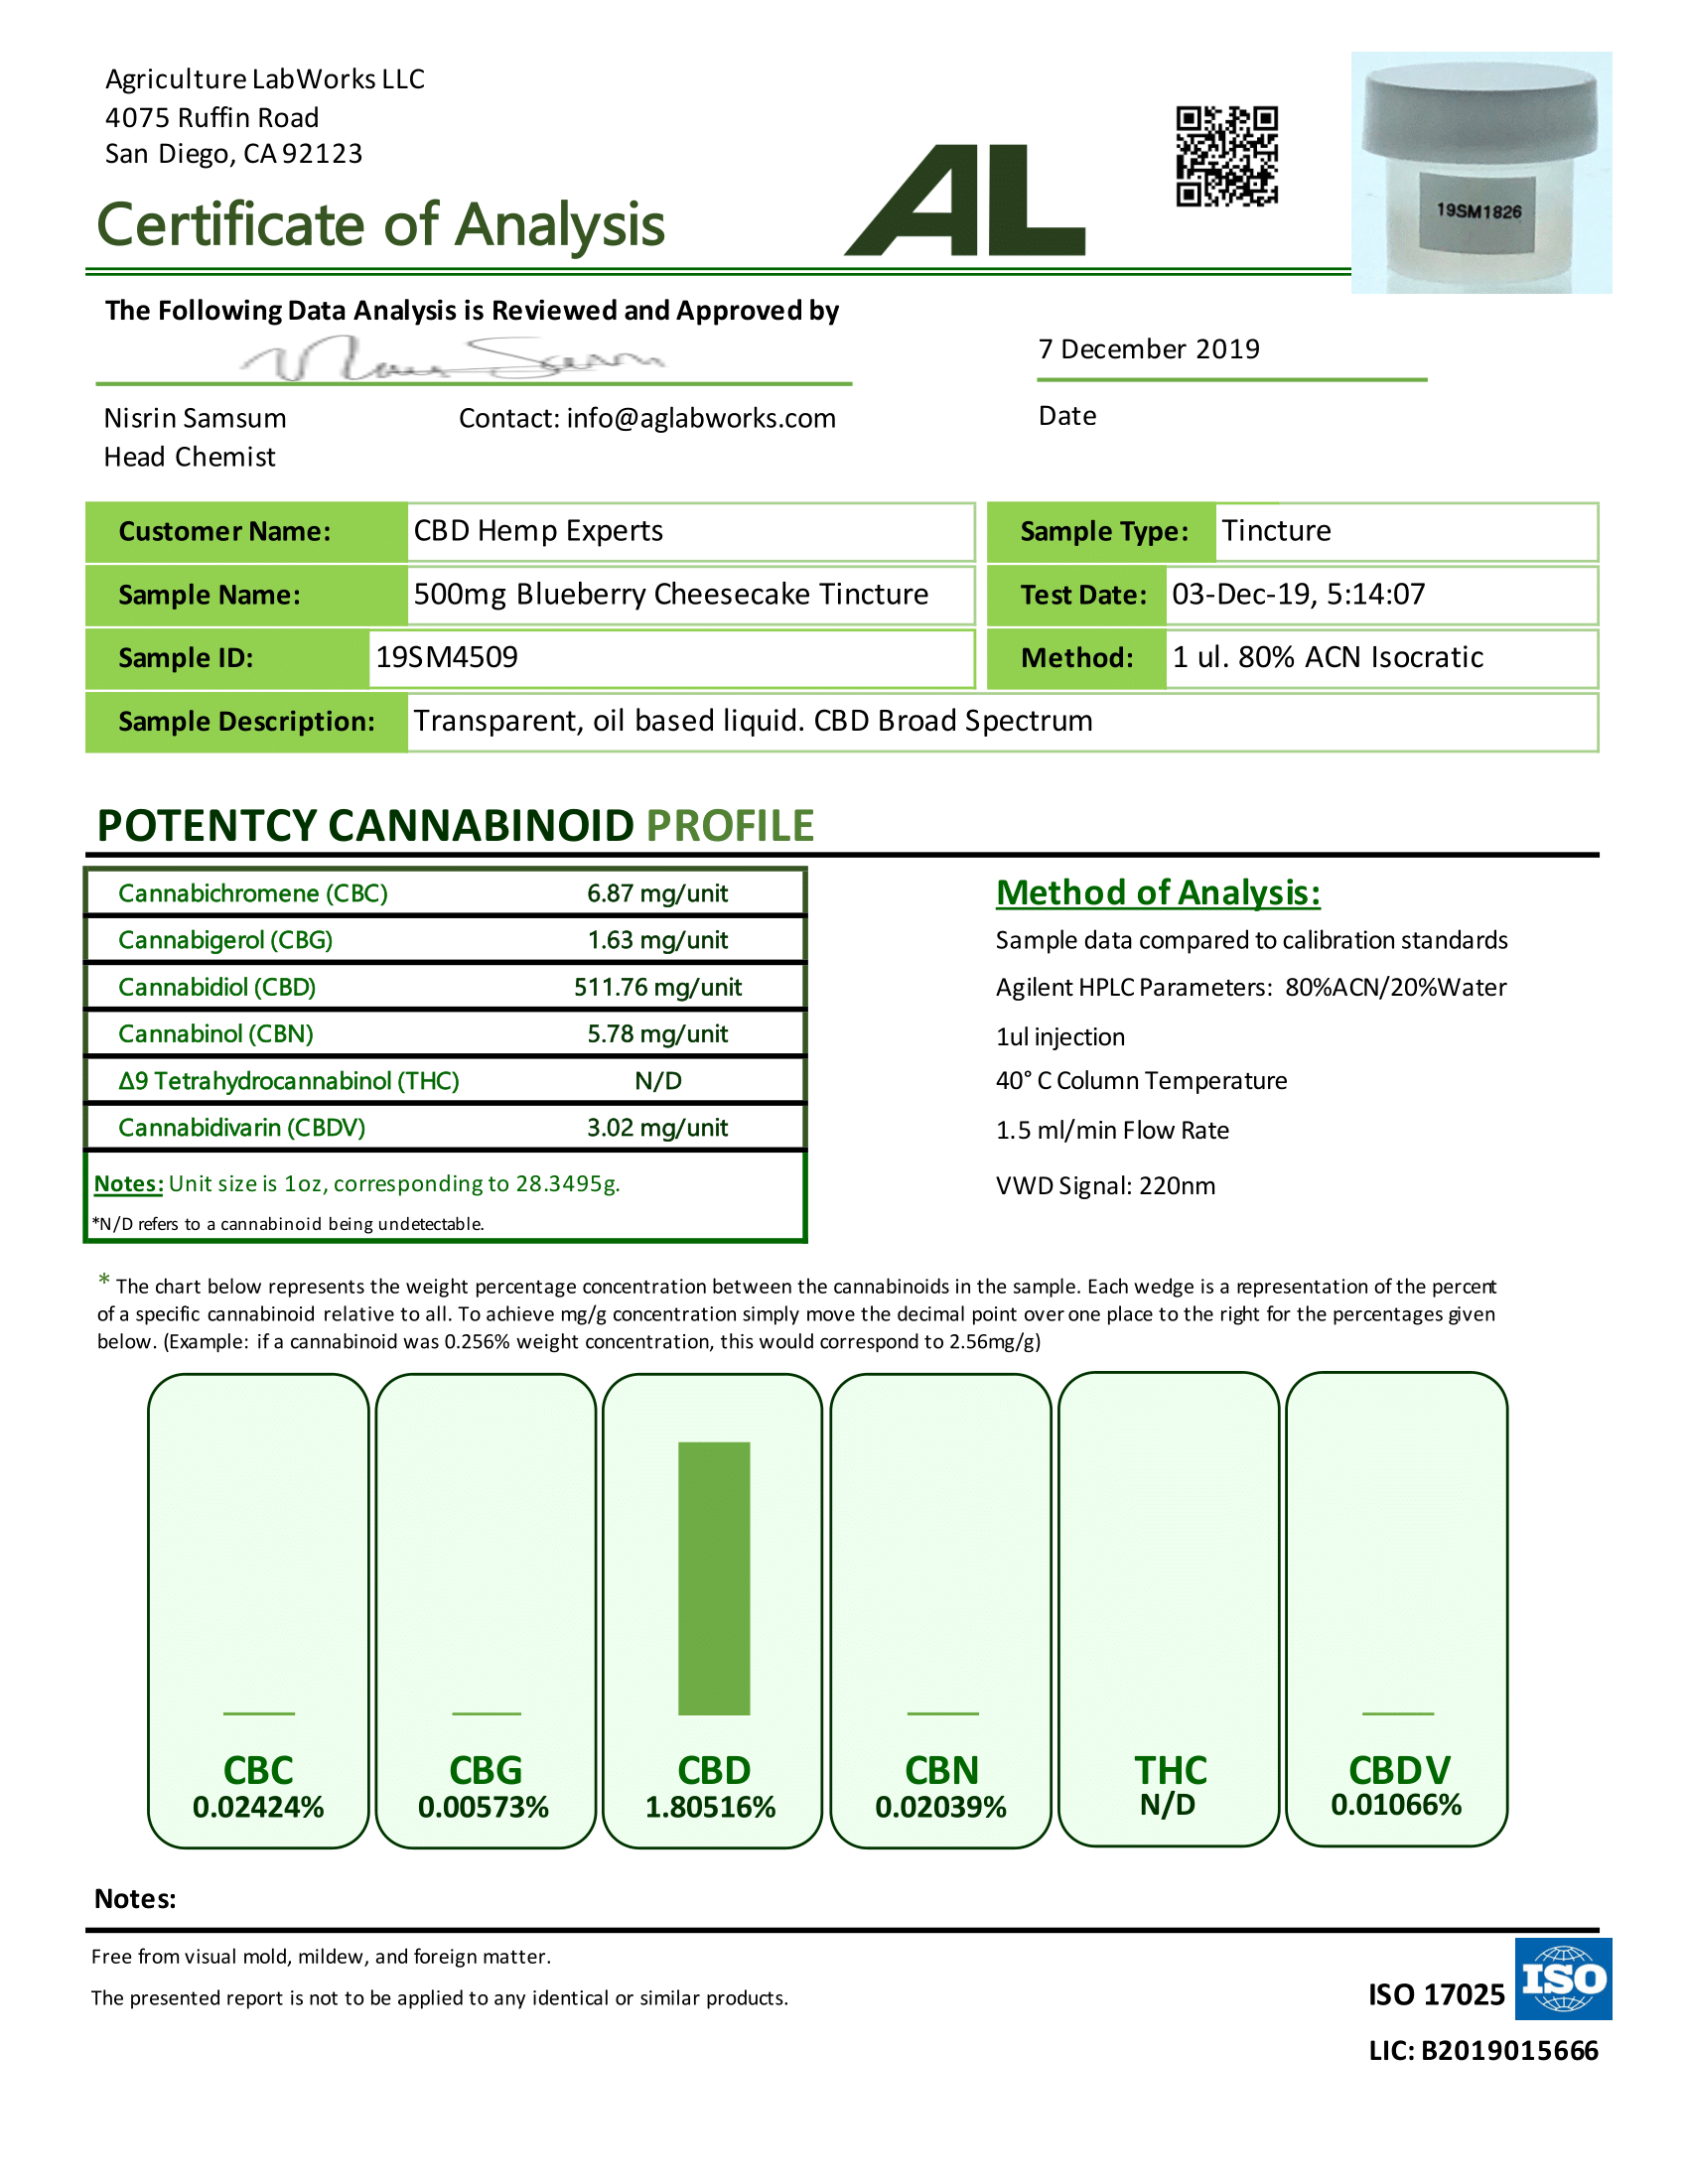 Agriculture LabWorks LLC
4075 Ruffin Road
San Diego, CA 92123
Certificate of Analysis
AL
19SM1826
The Following Data Analysis is Reviewed and Approved by
7 December 2019
Nisrin Samsum Contact: info@aglabworks.com Date
Head Chemist
Customer Name: CBD Hemp Experts Sample Type: Tincture
Sample Name: 500mg Blueberry Cheesecake Tincture Test Date: 03-Dec-19, 5:14:07
Sample ID: 19SM4509 Method: 1 ul. 80% ACN Isocratic
Sample Description: Transparent, oil based liquid. CBD Broad Spectrum
POTENTCY CANNABINOID PROFILE
Cannabichromene (CBC) 6.87 mg/unit
Cannabigerol (CBG) 1.63 mg/unit
Cannabidiol (CBD) 511.76 mg/unit
Cannabinol (CBN) 5.78 mg/unit
Δ9 Tetrahydrocannabinol (THC) N/D
Cannabidivarin (CBDV) 3.02 mg/unit
Notes: Unit size is 1oz, corresponding to 28.3495g.
*N/D refers to a cannabinoid being undetectable.
Method of Analysis:
Sample data compared to calibration standards
Agilent HPLC Parameters: 80%ACN/20%Water
1ul injection
40° C Column Temperature
1.5 ml/min Flow Rate
VWD Signal: 220nm
* The chart below represents the weight percentage concentration between the cannabinoids in the sample. Each wedge is a representation of the percent
of a specific cannabinoid relative to all. To achieve mg/g concentration simply move the decimal point over one place to the right for the percentages given
below. (Example: if a cannabinoid was 0.256% weight concentration, this would correspond to 2.56mg/g)
CBC CBG CBD CBN THC CBDV
0.02424% 0.00573% 1.80516% 0.02039% N/D 0.01066%
Notes:
Free from visual mold, mildew, and foreign matter.
The presented report is not to be applied to any identical or similar products.
ISO 17025 ISO
LIC: B2019015666